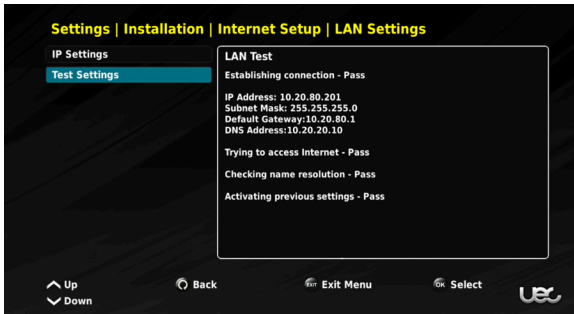 Settings | Installation | Internet Setup | LAN Settings
IP Settings
Test Settings
LAN Test
Establishing connection - Pass
IP Address: 10.20.80.201
Subnet Mask: 255.255.255.0
Default Gateway:10.20.80.1
DNS Address:10.20.20.10
Trying to access Internet - Pass
Checking name resolution - Pass
Activating previous settings - Pass
Up
Down
Back
EXIT Exit Menu
OK Select
UEC